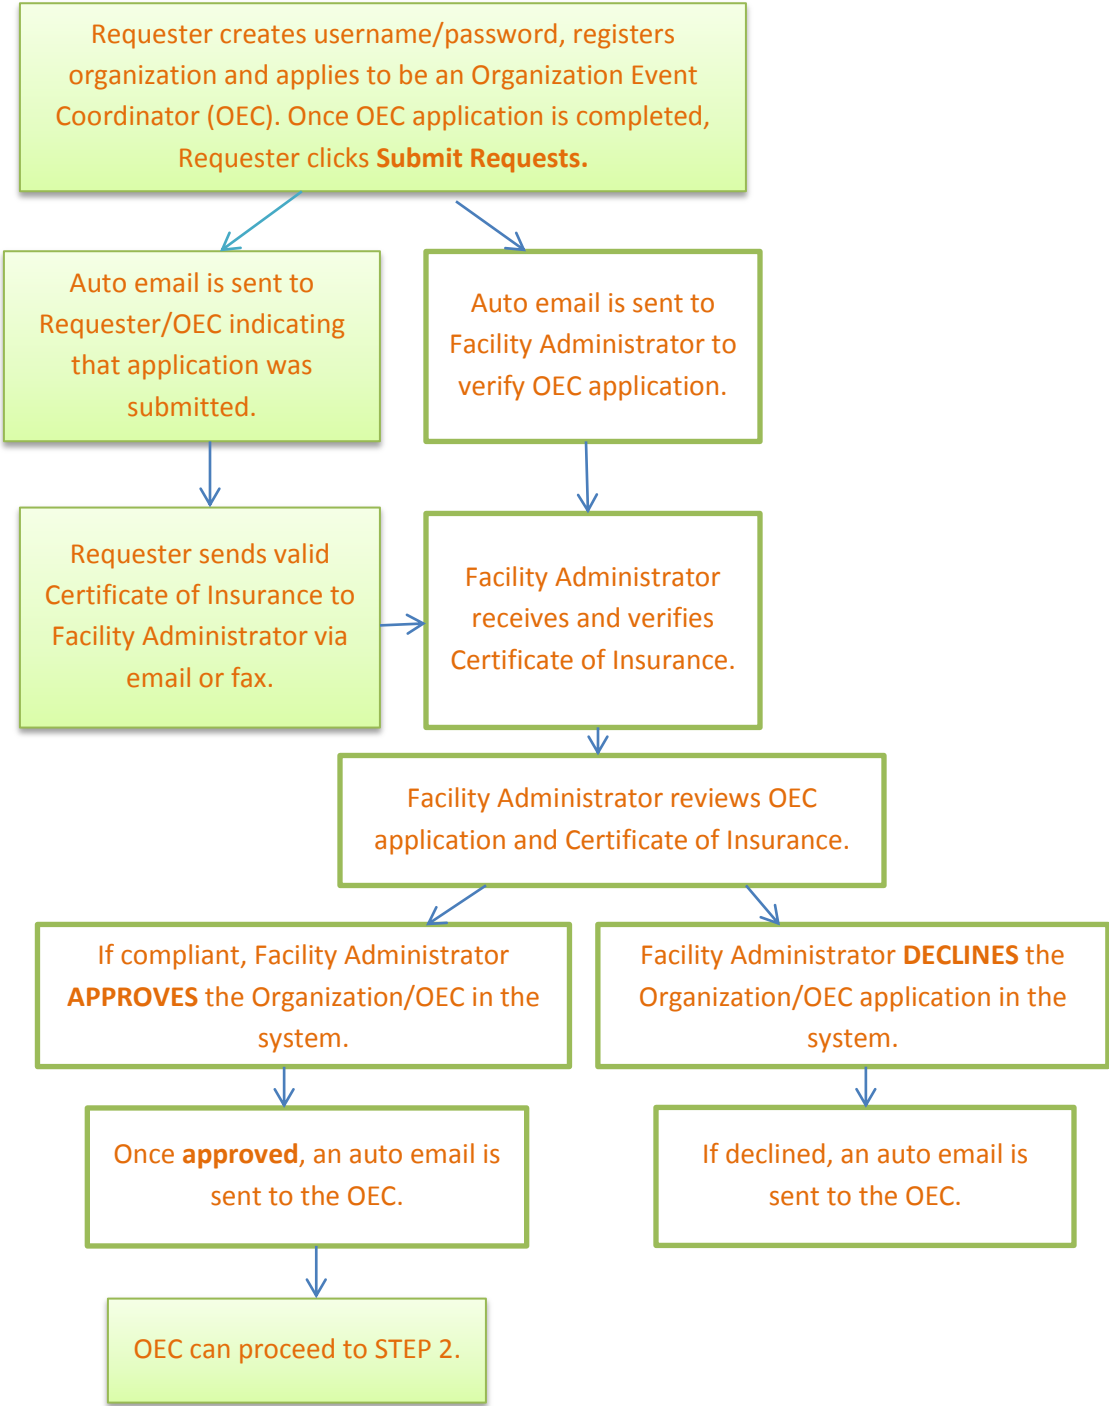 Requester creates username/password, registers
organization and applies to be an Organization Event
Coordinator (OEC). Once OEC application is completed,
Requester clicks Submit Requests.
Auto email is sent to
Requester/OEC indicating
that application was
submitted.
Auto email is sent to
Facility Administrator to
verify OEC application.
Requester sends valid
Certificate of Insurance to
Facility Administrator via
email or fax.
Facility Administrator
receives and verifies
Certificate of Insurance.
Facility Administrator reviews OEC
application and Certificate of Insurance.
If compliant, Facility Administrator
APPROVES the Organization/OEC in the
system.
Facility Administrator DECLINES the
Organization/OEC application in the
system.
Once approved, an auto email is
sent to the OEC.
If declined, an auto email is
sent to the OEC.
OEC can proceed to STEP 2.